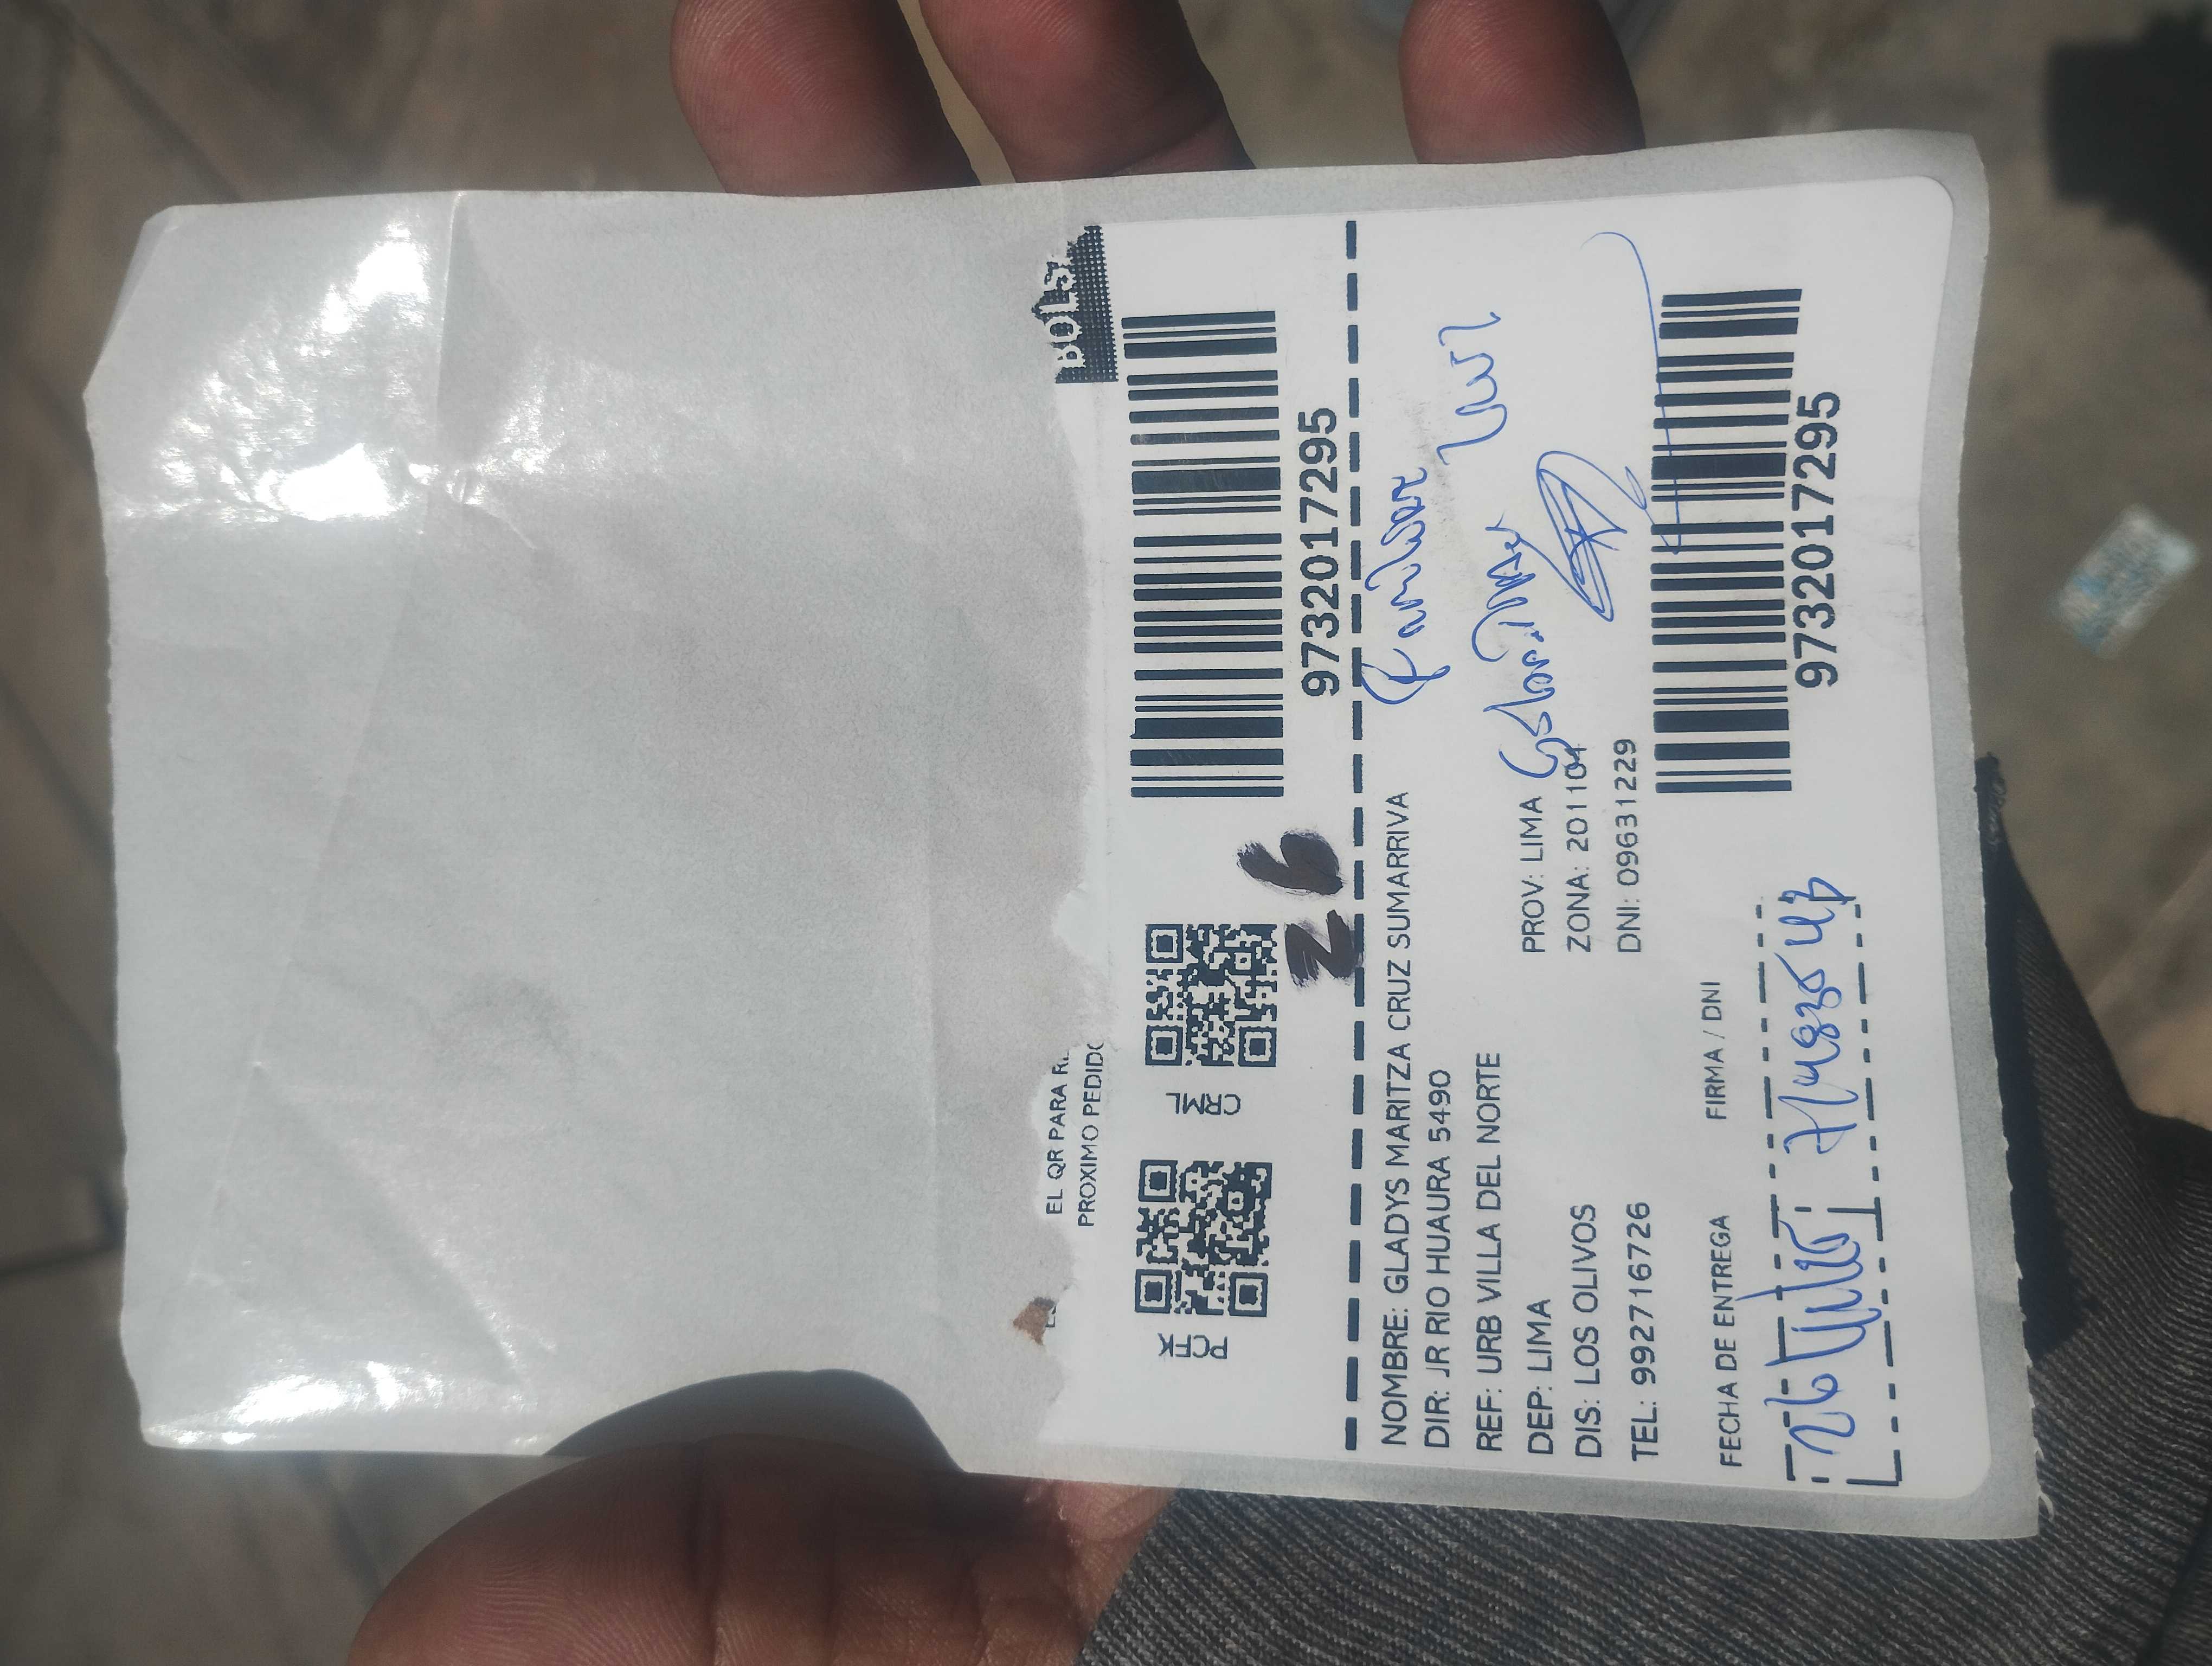 BOLS
EL QR PARA R
PROXIMO PEDIDO
PCFK
CRML
9732017295
26
NOMBRE: GLADYS MARITZA CRUZ SUMARRIVA
DIR: JR RIO HUAURA 5490
REF: URB VILLA DEL NORTE
DEP: LIMA
PROV: LIMA
DIS: LOS OLIVOS
ZONA: 201104
TEL: 992716726
DNI: 09631229
Familiar
FECHA DE ENTREGA
FIRMA / DNI
9732017295